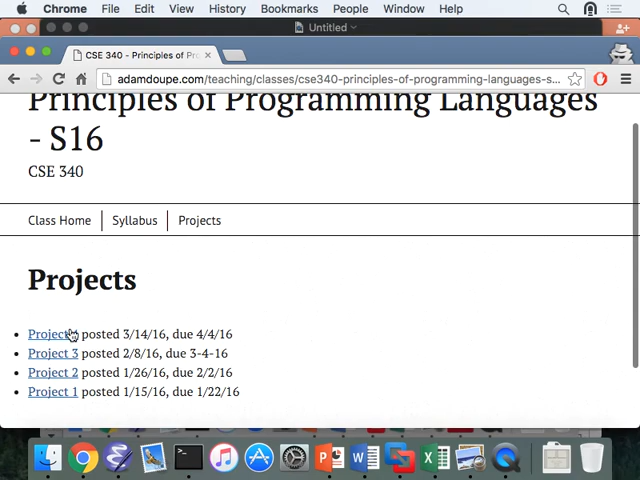 Chrome File Edit View History Bookmarks People Window Help
Untitled
CSE 340 - Principles of Pro
adamdoupe.com/teaching/classes/cse340-principles-of-programming-languages-s...
Principles of Programming Languages
- S16
CSE 340
Class Home Syllabus Projects
Projects
Project posted 3/14/16, due 4/4/16
Project 3 posted 2/8/16, due 3-4-16
Project 2 posted 1/26/16, due 2/2/16
Project 1 posted 1/15/16, due 1/22/16